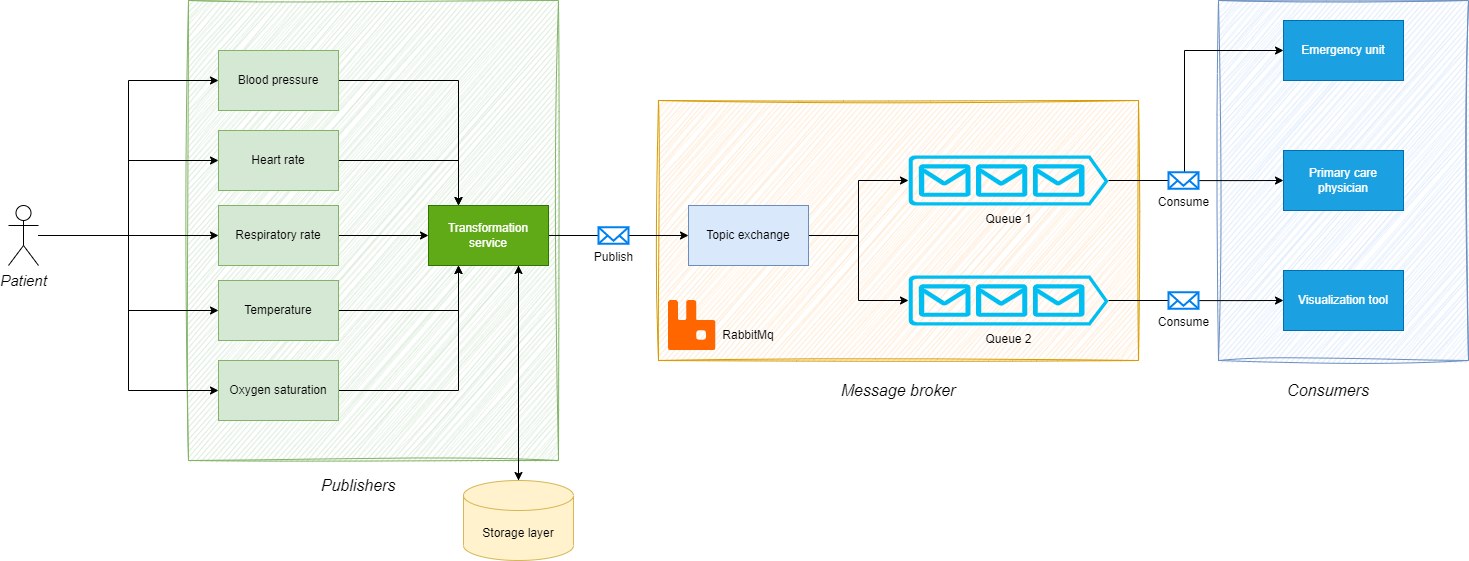 Patient
Blood pressure
Heart rate
Respiratory rate
Temperature
Oxygen saturation
Transformation
service
Publishers
Storage layer
Publish
Topic exchange
RabbitMq
Queue 1
Queue 2
Message broker
Consume
Consume
Emergency unit
Primary care
physician
Visualization tool
Consumers